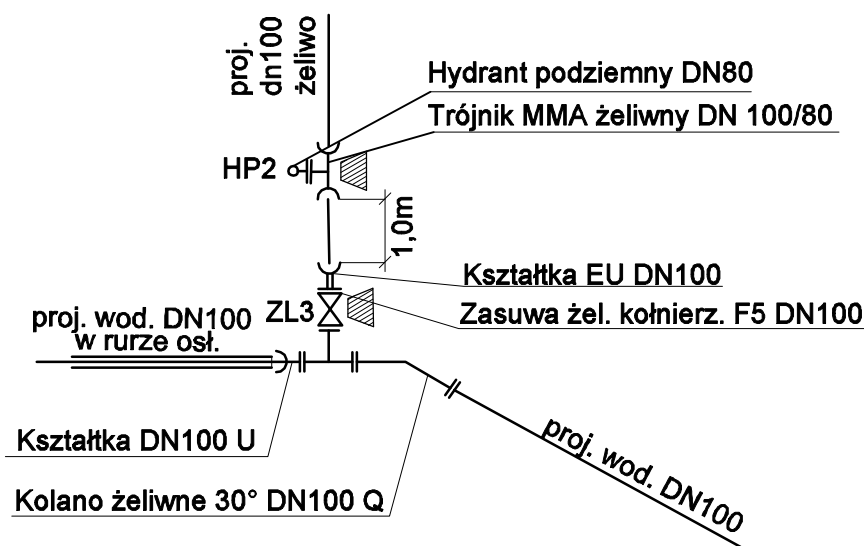 proj.
dn100
żeliwo
Hydrant podziemny DN80
Trójnik MMA żeliwny DN 100/80
HP2
1,0m
Kształtka EU DN100
ZL3
Zasuwa żel. kołnierz. F5 DN100
proj. wod. DN100
w rurze osł.
Kształtka DN100 U
Kolano żeliwne 30° DN100 Q
proj. wod. DN100